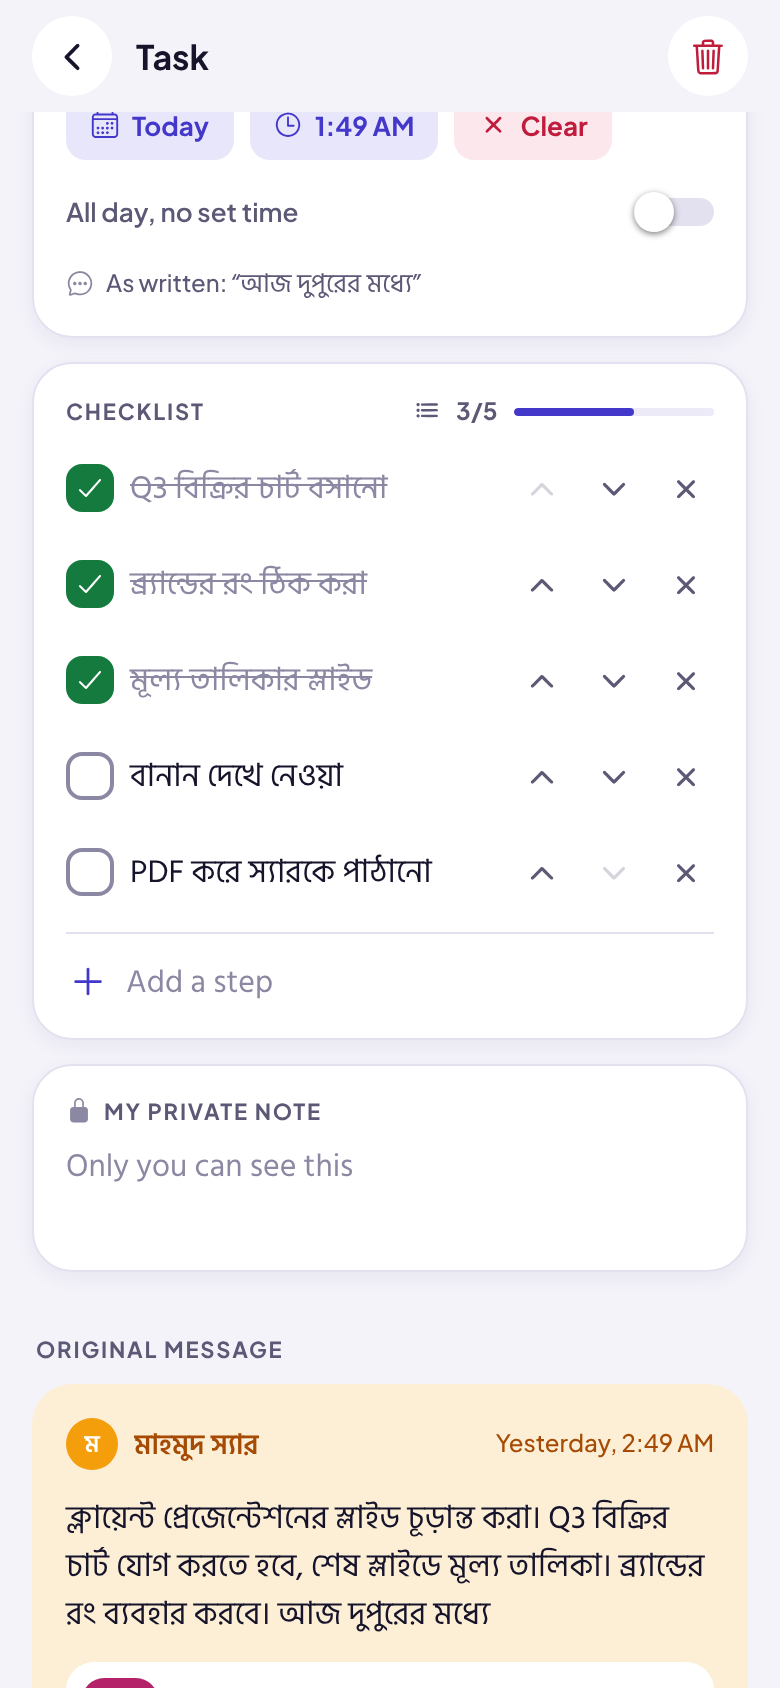 Task
Today
1:49 AM
Clear
All day, no set time
As written: “আজ দুপুরের মধ্যে”
CHECKLIST
3/5
Q3 বিক্রির চার্ট বসানো
ব্র্যান্ডের রং ঠিক করা
মূল্য তালিকার স্লাইড
বানান দেখে নেওয়া
PDF করে স্যারকে পাঠানো
Add a step
MY PRIVATE NOTE
Only you can see this
ORIGINAL MESSAGE
ম
মাহমুদ স্যার
Yesterday, 2:49 AM
ক্লায়েন্ট প্রেজেন্টেশনের স্লাইড চূড়ান্ত করা। Q3 বিক্রির
চার্ট যোগ করতে হবে, শেষ স্লাইডে মূল্য তালিকা। ব্র্যান্ডের
রং ব্যবহার করবে। আজ দুপুরের মধ্যে